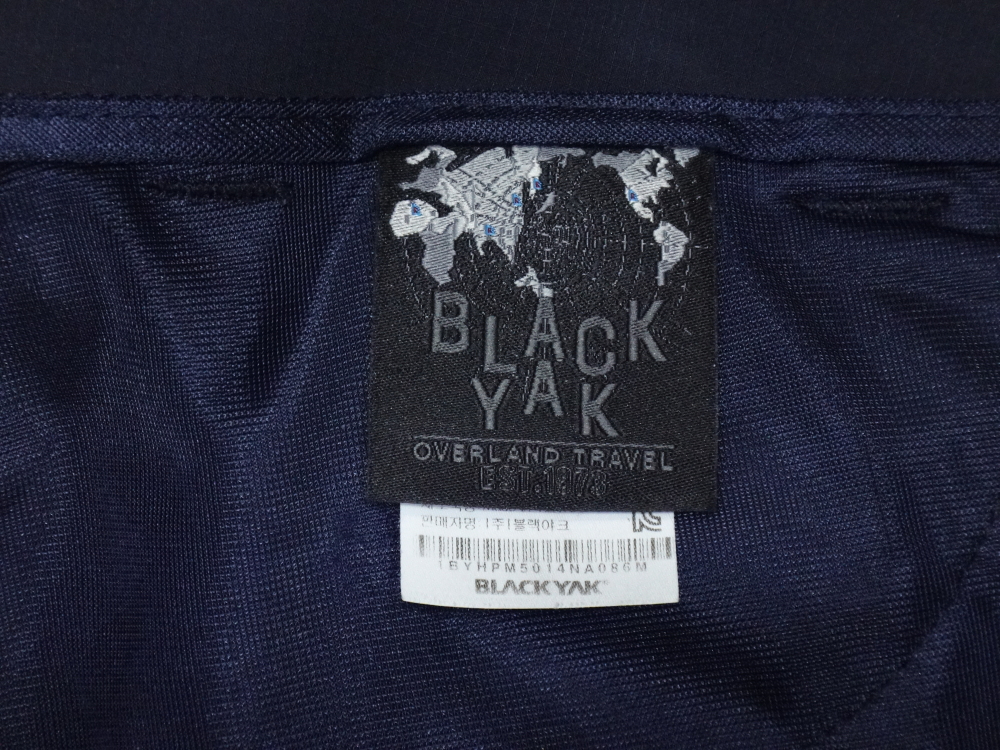 BLACK
YAK
OVERLAND TRAVEL
EST.1973
판매자명 (주)블랙야크
1BYHPM5014NA086M
BLACKYAK